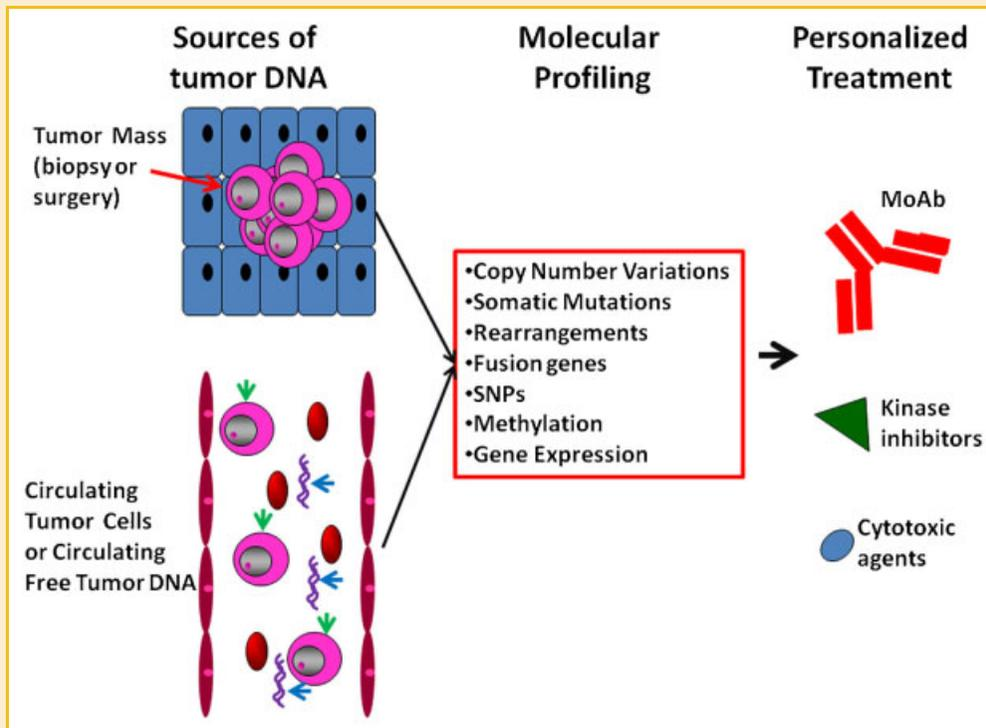 Sources of
tumor DNA
Molecular
Profiling
Personalized
Treatment
Tumor Mass
(biopsy or
surgery)
MoAb
•Copy Number Variations
•Somatic Mutations
•Rearrangements
•Fusion genes
•SNPs
•Methylation
•Gene Expression
Kinase
inhibitors
Circulating
Tumor Cells
or Circulating
Free Tumor DNA
Cytotoxic
agents